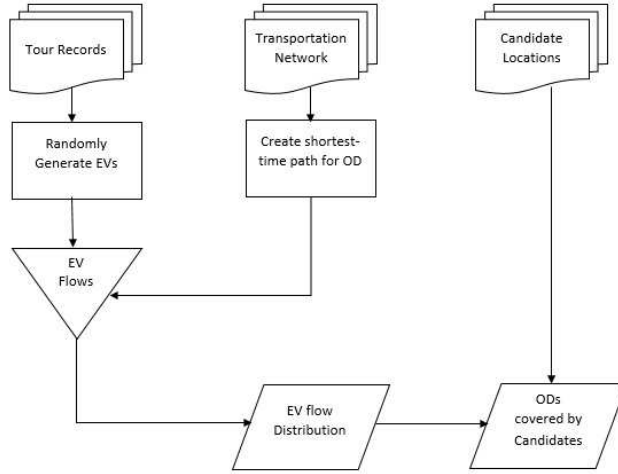 Tour Records
Transportation
Network
Candidate
Locations
Randomly
Generate EVs
Create shortest-
time path for OD
EV
Flows
EV flow
Distribution
ODs
covered by
Candidates